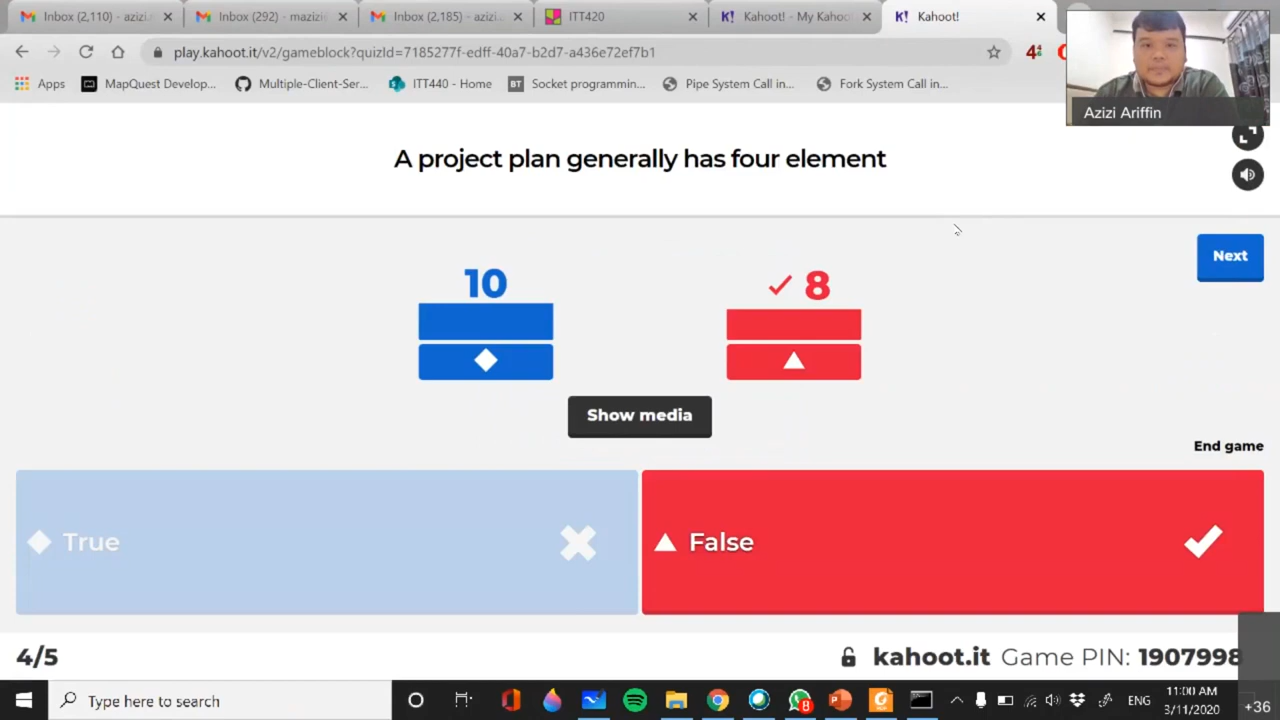 Inbox (2,110) - azizi. Inbox (292) - mazizi Inbox (2,185) - azizi. ITT420 Kahoot! - My Kahoo Kahoot!
play.kahoot.it/v2/gameblock?quizId=7185277f-edff-40a7-b2d7-a436e72ef7b1
Apps MapQuest Develop... Multiple-Client-Ser... ITT440 - Home BT Socket programmin... Pipe System Call in... Fork System Call in...
Azizi Ariffin
A project plan generally has four element
Next
10 8
Show media
End game
True False
4/5 kahoot.it Game PIN: 1907998
Type here to search 8 ENG 11:00 AM
3/11/2020
+36